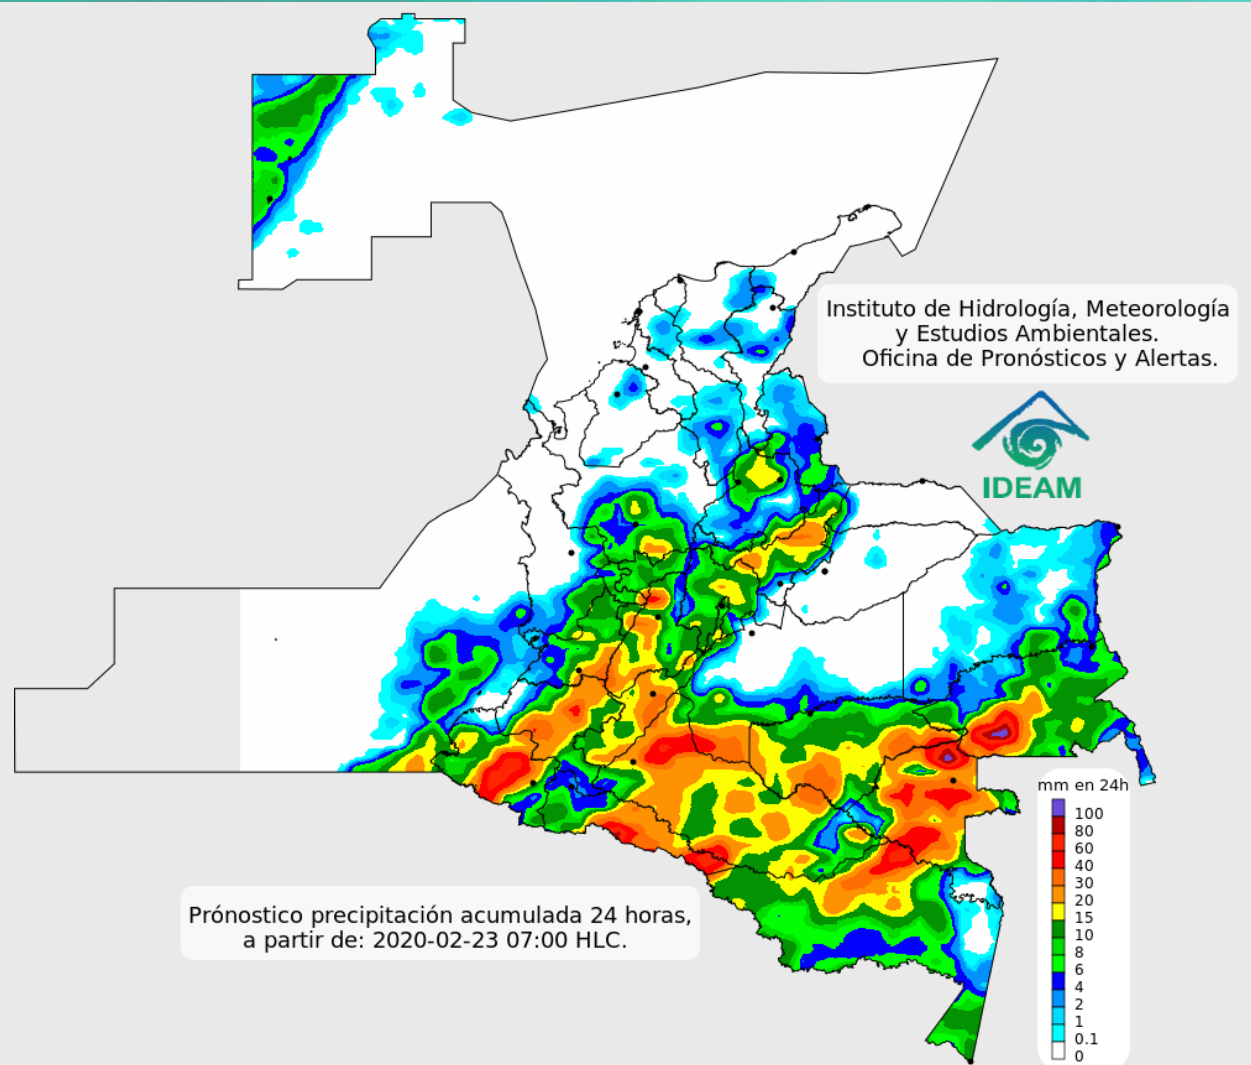 Instituto de Hidrología, Meteorología
y Estudios Ambientales.
Oficina de Pronósticos y Alertas.
IDEAM
mm en 24h
100
80
60
40
30
20
15
10
8
6
4
2
1
0.1
0
Prónostico precipitación acumulada 24 horas,
a partir de: 2020-02-23 07:00 HLC.